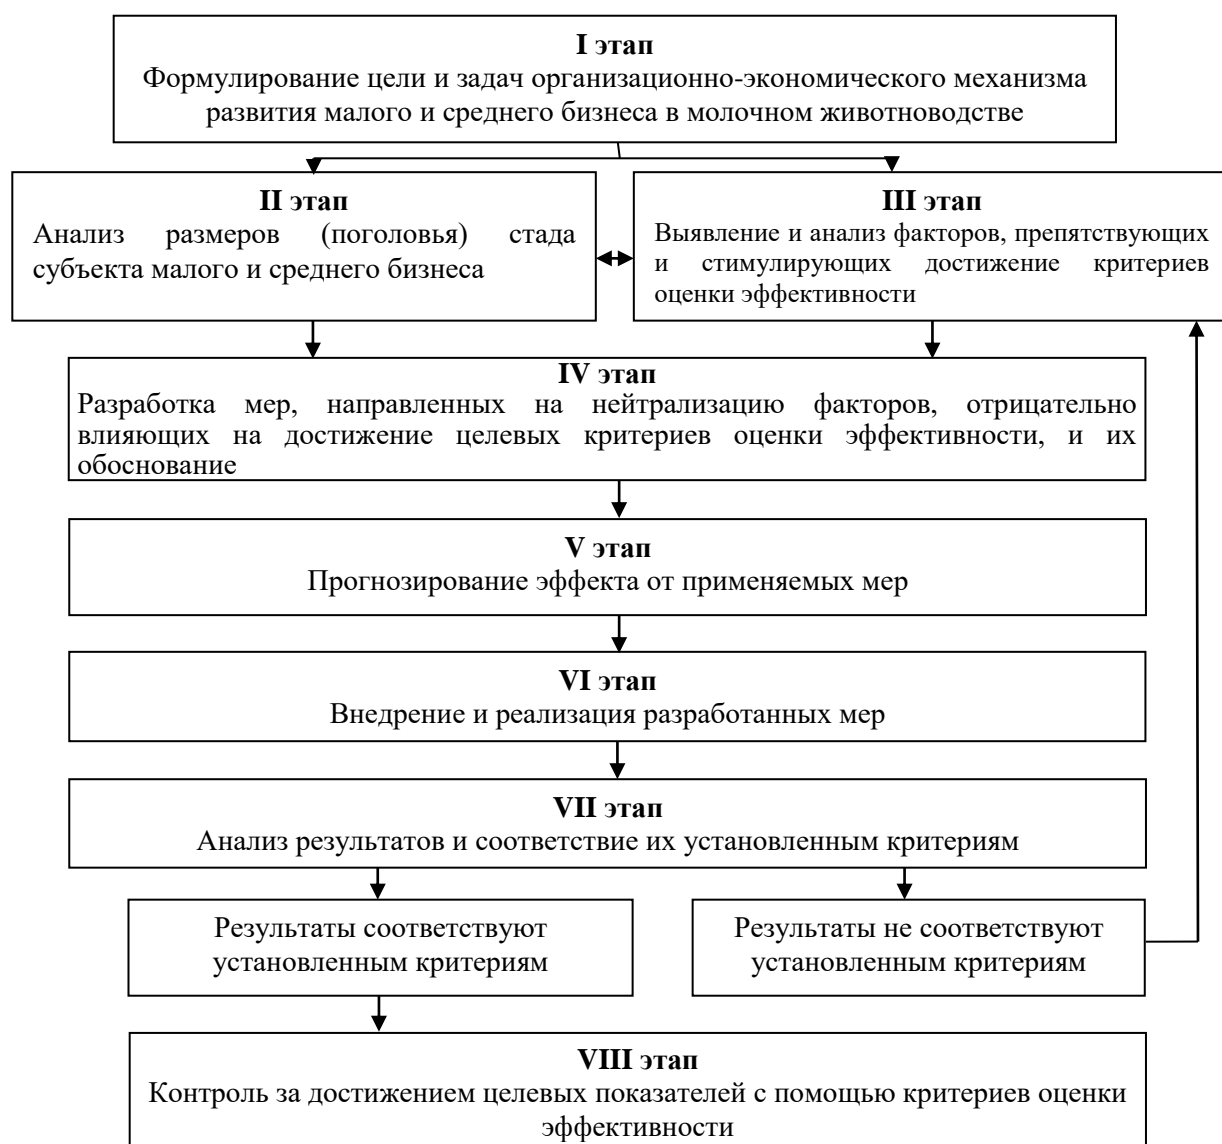 I этап
Формулирование цели и задач организационно-экономического механизма
развития малого и среднего бизнеса в молочном животноводстве
II этап
Анализ размеров (поголовья) стада
субъекта малого и среднего бизнеса
III этап
Выявление и анализ факторов, препятствующих
и стимулирующих достижение критериев
оценки эффективности
IV этап
Разработка мер, направленных на нейтрализацию факторов, отрицательно
влияющих на достижение целевых критериев оценки эффективности, и их
обоснование
V этап
Прогнозирование эффекта от применяемых мер
VI этап
Внедрение и реализация разработанных мер
VII этап
Анализ результатов и соответствие их установленным критериям
Результаты соответствуют
установленным критериям
Результаты не соответствуют
установленным критериям
VIII этап
Контроль за достижением целевых показателей с помощью критериев оценки
эффективности